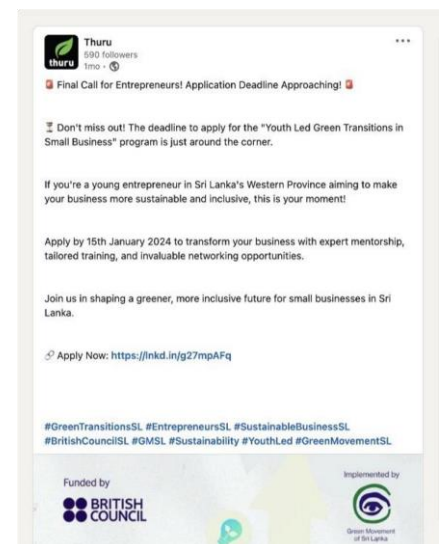 Thuru
590 followers
1mo •
thuru
🚨 Final Call for Entrepreneurs! Application Deadline Approaching! 🚨
⏳ Don't miss out! The deadline to apply for the "Youth Led Green Transitions in
Small Business" program is just around the corner.
If you're a young entrepreneur in Sri Lanka's Western Province aiming to make
your business more sustainable and inclusive, this is your moment!
Apply by 15th January 2024 to transform your business with expert mentorship,
tailored training, and invaluable networking opportunities.
Join us in shaping a greener, more inclusive future for small businesses in Sri
Lanka.
🔗 Apply Now: https://lnkd.in/g27mpAFq
#GreenTransitionsSL #EntrepreneursSL #SustainableBusinessSL
#BritishCouncilSL #GMSL #Sustainability #YouthLed #GreenMovementSL
Funded by
BRITISH
COUNCIL
Implemented by
Green Movement
of Sri Lanka